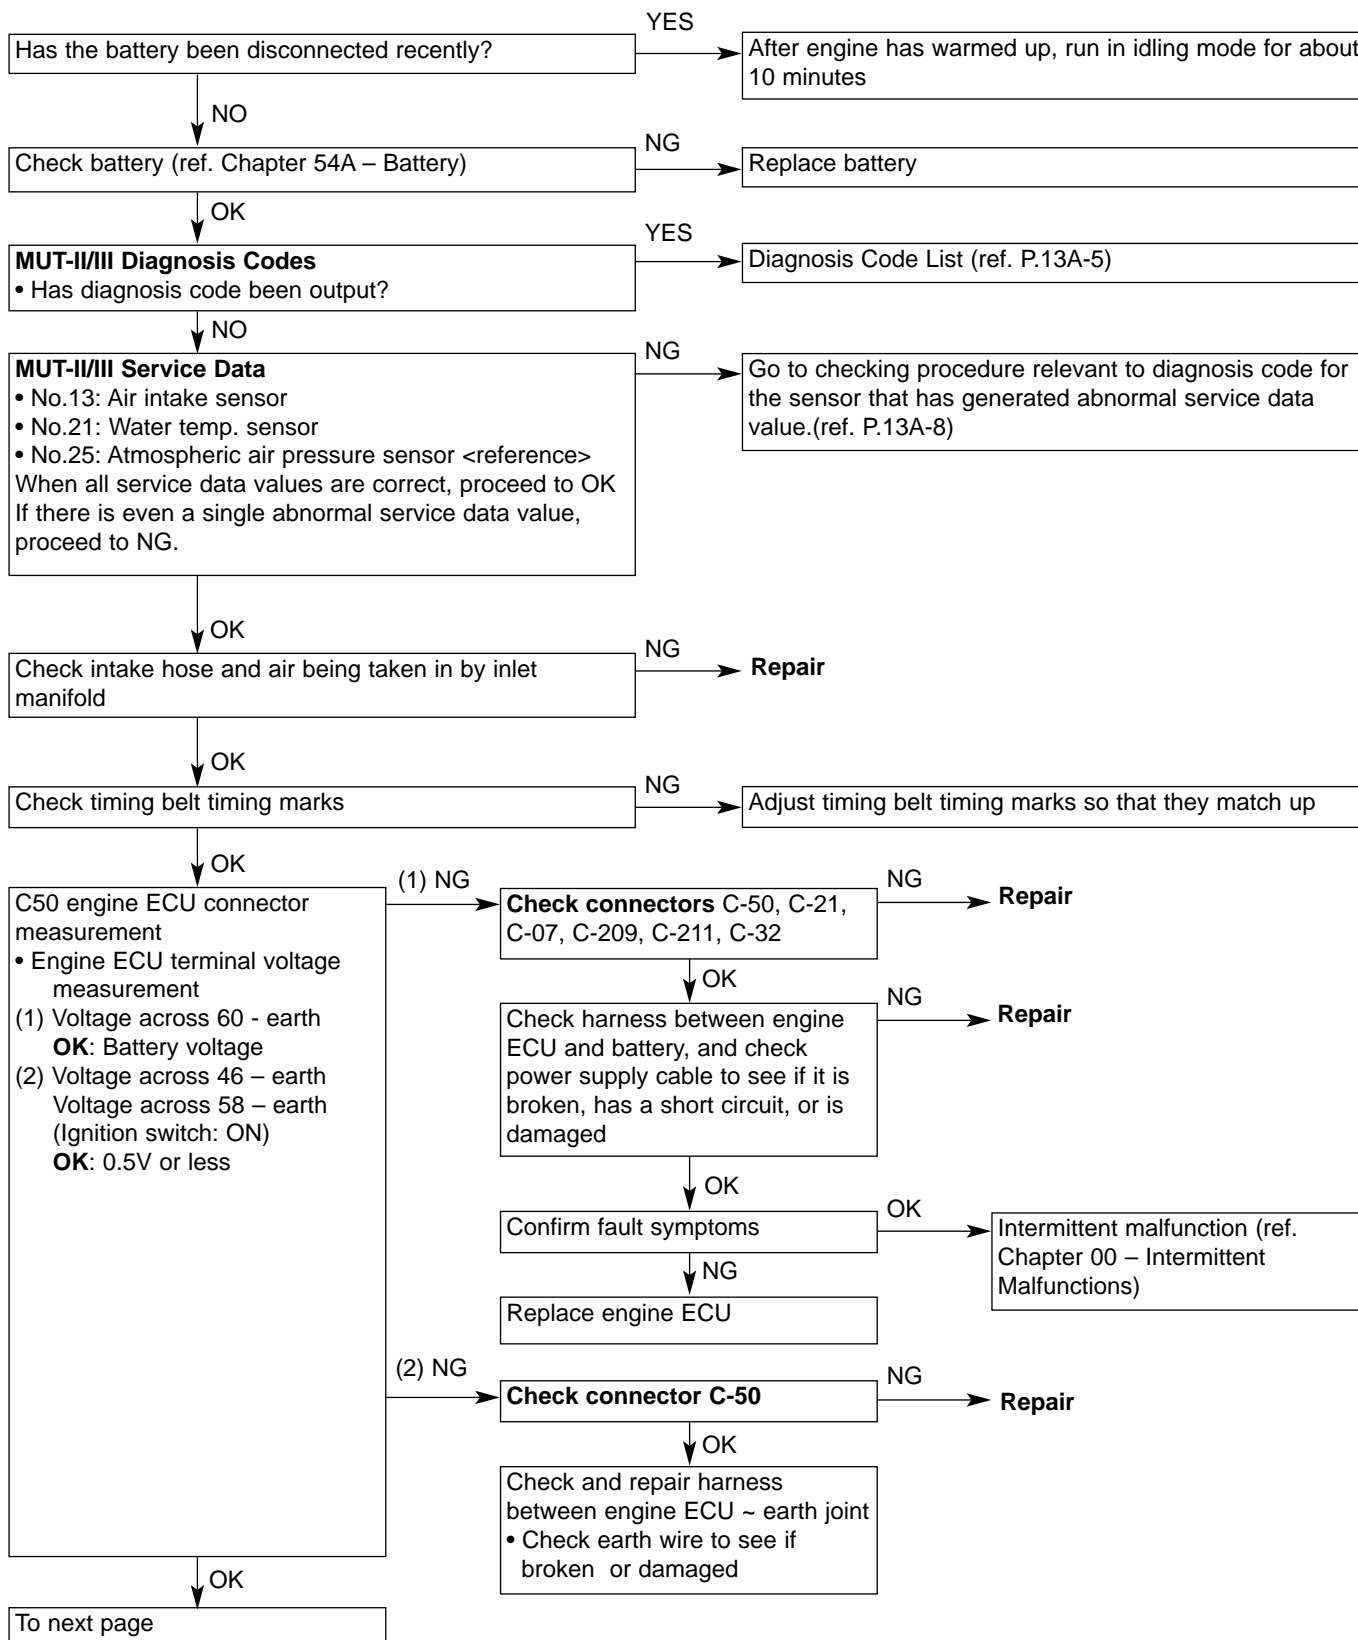 Has the battery been disconnected recently?
YES
After engine has warmed up, run in idling mode for about
10 minutes
NO
Check battery (ref. Chapter 54A – Battery)
NG
Replace battery
OK
MUT-II/III Diagnosis Codes
• Has diagnosis code been output?
YES
Diagnosis Code List (ref. P.13A-5)
NO
MUT-II/III Service Data
• No.13: Air intake sensor
• No.21: Water temp. sensor
• No.25: Atmospheric air pressure sensor <reference>
When all service data values are correct, proceed to OK
If there is even a single abnormal service data value,
proceed to NG.
NG
Go to checking procedure relevant to diagnosis code for
the sensor that has generated abnormal service data
value.(ref. P.13A-8)
OK
Check intake hose and air being taken in by inlet
manifold
NG
Repair
OK
Check timing belt timing marks
NG
Adjust timing belt timing marks so that they match up
OK
C50 engine ECU connector
measurement
• Engine ECU terminal voltage
measurement
(1) Voltage across 60 - earth
OK: Battery voltage
(2) Voltage across 46 – earth
Voltage across 58 – earth
(Ignition switch: ON)
OK: 0.5V or less
(1) NG
Check connectors C-50, C-21,
C-07, C-209, C-211, C-32
NG
Repair
OK
Check harness between engine
ECU and battery, and check
power supply cable to see if it is
broken, has a short circuit, or is
damaged
NG
Repair
OK
Confirm fault symptoms
OK
Intermittent malfunction (ref.
Chapter 00 – Intermittent
Malfunctions)
NG
Replace engine ECU
(2) NG
Check connector C-50
NG
Repair
OK
Check and repair harness
between engine ECU ~ earth joint
• Check earth wire to see if
broken or damaged
OK
To next page